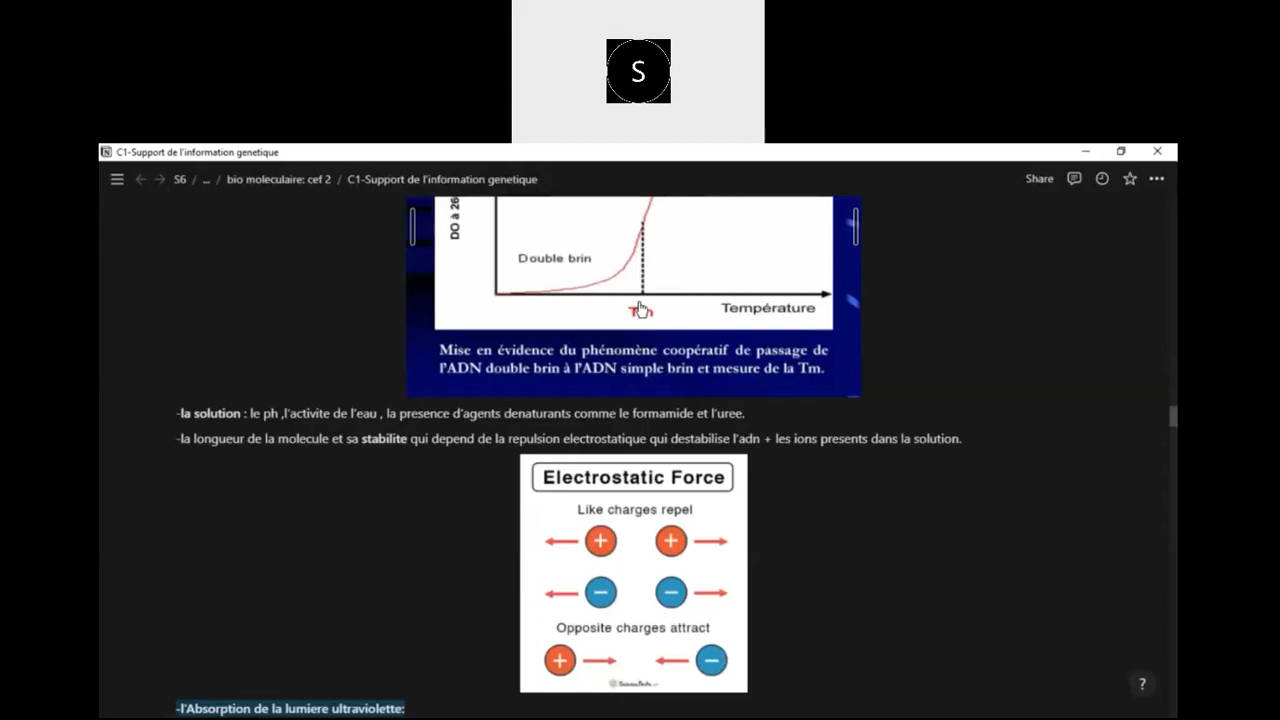 S
C1-Support de l'information genetique
S6 / ... / bio moleculaire: cef 2 / C1-Support de l'information genetique
Share
DO à 26
Double brin
Température
Mise en évidence du phénomène coopératif de passage de
l'ADN double brin à l'ADN simple brin et mesure de la Tm.
-la solution : le ph ,l'activite de l'eau , la presence d'agents denaturants comme le formamide et l'uree.
-la longueur de la molecule et sa stabilite qui depend de la repulsion electrostatique qui destabilise l'adn + les ions presents dans la solution.
Electrostatic Force
Like charges repel
+ +
− −
Opposite charges attract
+ −
?
-l'Absorption de la lumiere ultraviolette: